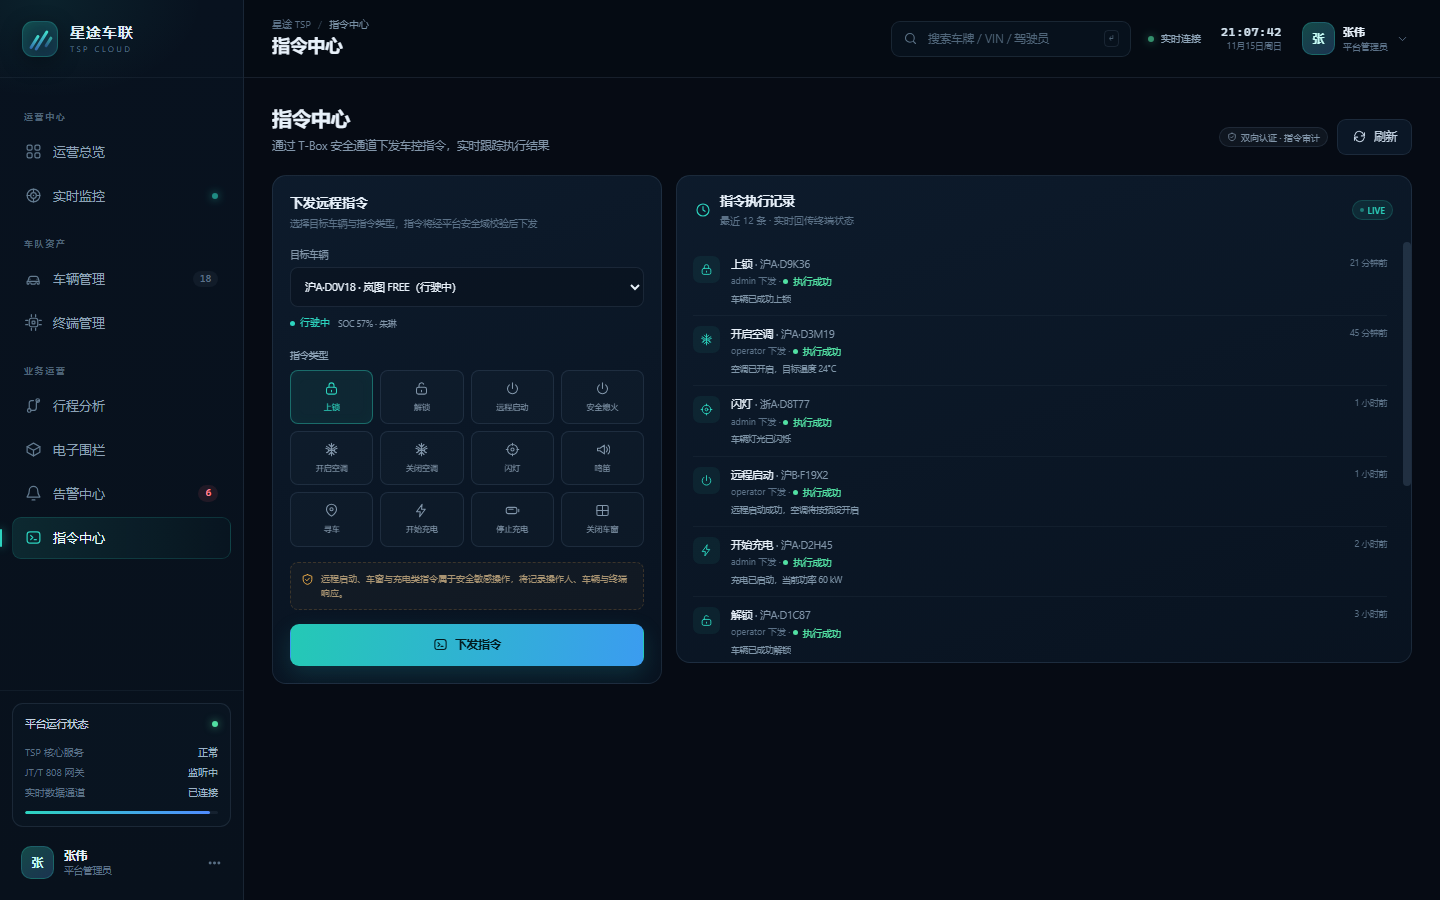 星途车联
TSP CLOUD
运营中心
运营总览
实时监控
车队资产
车辆管理 18
终端管理
业务运营
行程分析
电子围栏
告警中心 6
指令中心
平台运行状态
TSP 核心服务 正常
JT/T 808 网关 监听中
实时数据通道 已连接
张 张伟
平台管理员
星途 TSP / 指令中心
指令中心
搜索车牌 / VIN / 驾驶员
实时连接
21:07:42
11月15日周日
张 张伟
平台管理员
指令中心
通过 T-Box 安全通道下发车控指令，实时跟踪执行结果
双向认证 · 指令审计
刷新
下发远程指令
选择目标车辆与指令类型，指令将经平台安全域校验后下发
目标车辆
沪A·D0V18 · 岚图 FREE（行驶中）
行驶中 SOC 57% · 朱琳
指令类型
上锁 解锁 远程启动 安全熄火
开启空调 关闭空调 闪灯 鸣笛
寻车 开始充电 停止充电 关闭车窗
远程启动、车窗与充电类指令属于安全敏感操作，将记录操作人、车辆与终端
响应。
下发指令
指令执行记录
最近 12 条 · 实时回传终端状态
LIVE
上锁 · 沪A·D9K36 21 分钟前
admin 下发 · 执行成功
车辆已成功上锁
开启空调 · 沪A·D3M19 45 分钟前
operator 下发 · 执行成功
空调已开启，目标温度 24°C
闪灯 · 浙A·D8T77 1 小时前
admin 下发 · 执行成功
车辆灯光已闪烁
远程启动 · 沪B·F19X2 1 小时前
operator 下发 · 执行成功
远程启动成功，空调将按预设开启
开始充电 · 沪A·D2H45 2 小时前
admin 下发 · 执行成功
充电已启动，当前功率 60 kW
解锁 · 沪A·D1C87 3 小时前
operator 下发 · 执行成功
车辆已成功解锁